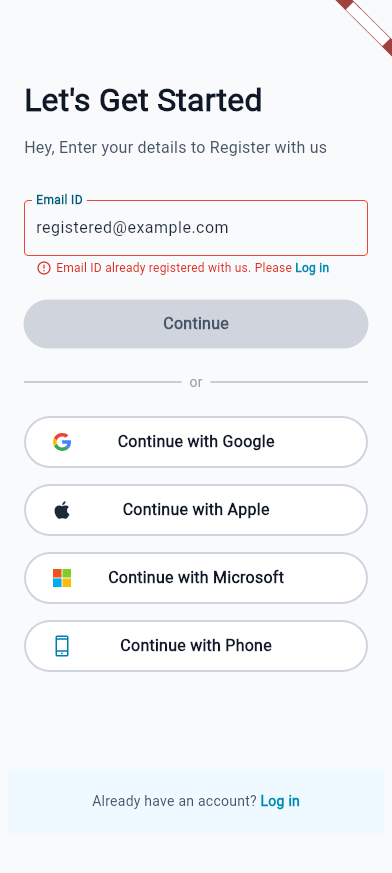 Let's Get Started
Hey, Enter your details to Register with us
Email ID
registered@example.com
Email ID already registered with us. Please Log in
Continue
or
Continue with Google
Continue with Apple
Continue with Microsoft
Continue with Phone
Already have an account? Log in